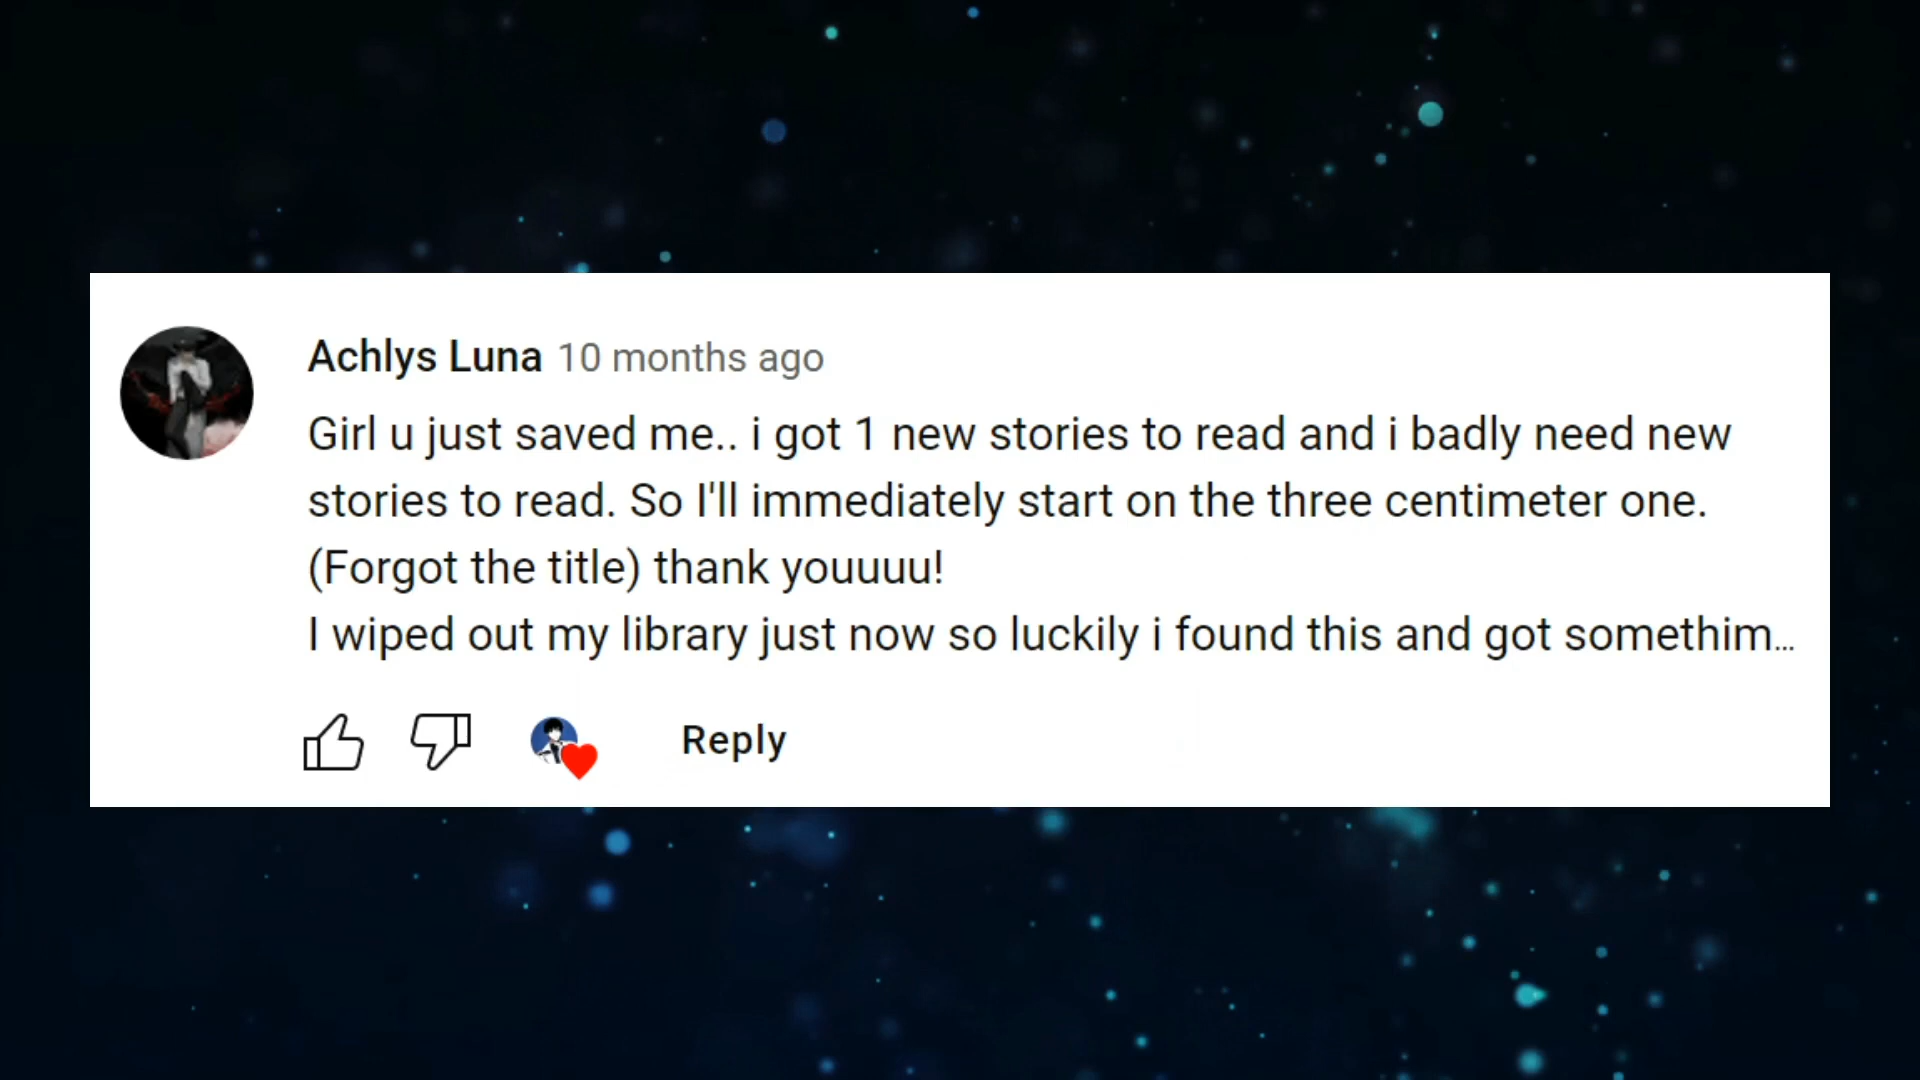 Achlys Luna 10 months ago
Girl u just saved me.. i got 1 new stories to read and i badly need new
stories to read. So I'll immediately start on the three centimeter one.
(Forgot the title) thank youuuu!
I wiped out my library just now so luckily i found this and got somethim...
Reply